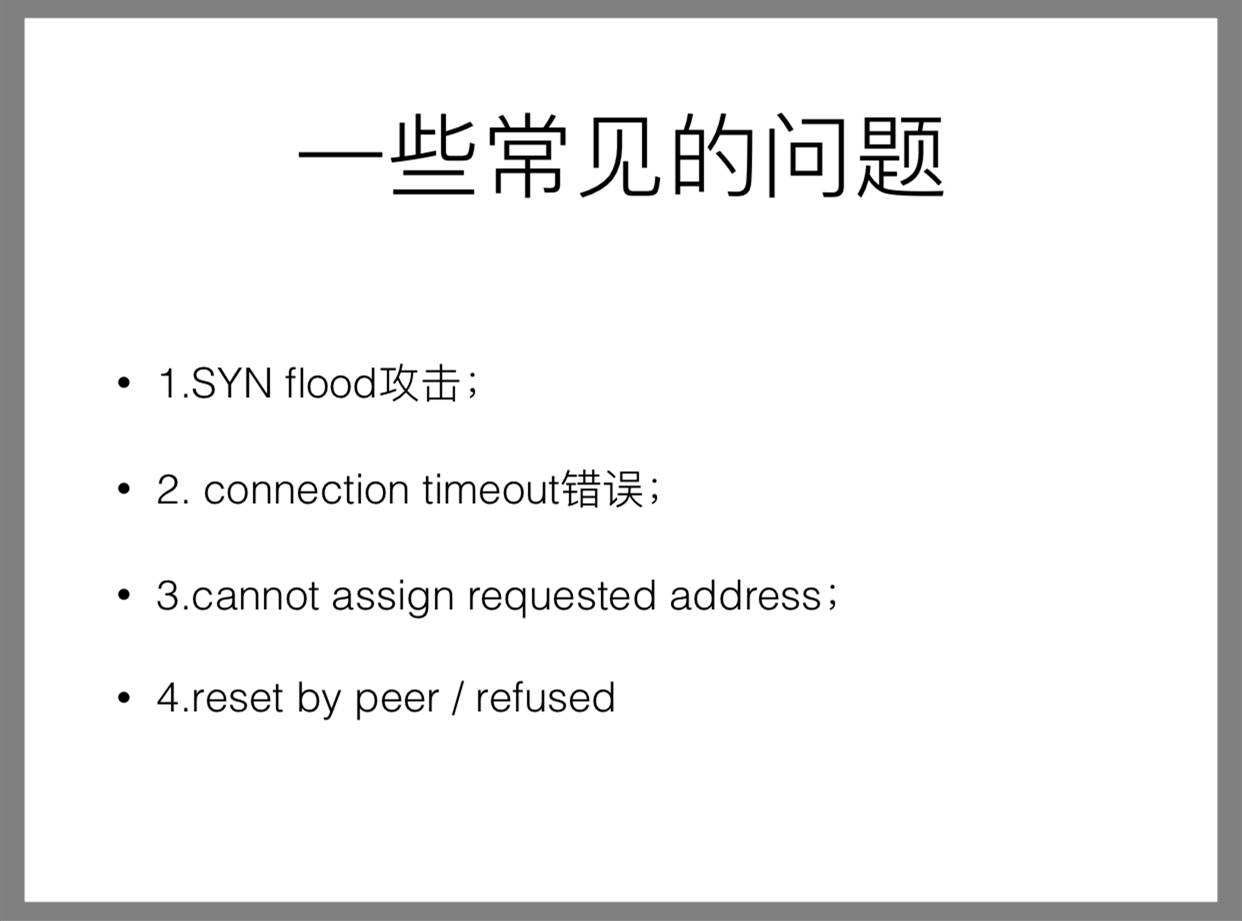 一些常见的问题
• 1.SYN flood攻击；
• 2. connection timeout错误；
• 3.cannot assign requested address；
• 4.reset by peer / refused